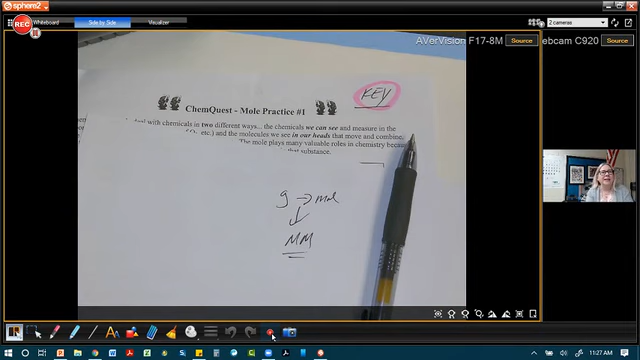 sphere2
Whiteboard Side by Side Visualizer 2 cameras
REC
AVerVision F17-8M Source
ebcam C920 Source
KEY
ChemQuest - Mole Practice #1
with chemicals in two different ways... the chemicals we can see and measure in the
etc.) and the molecules we see in our heads that move and combine.
The mole plays many valuable roles in chemistry becau
that substance.
g → mol
MM
11:27 AM